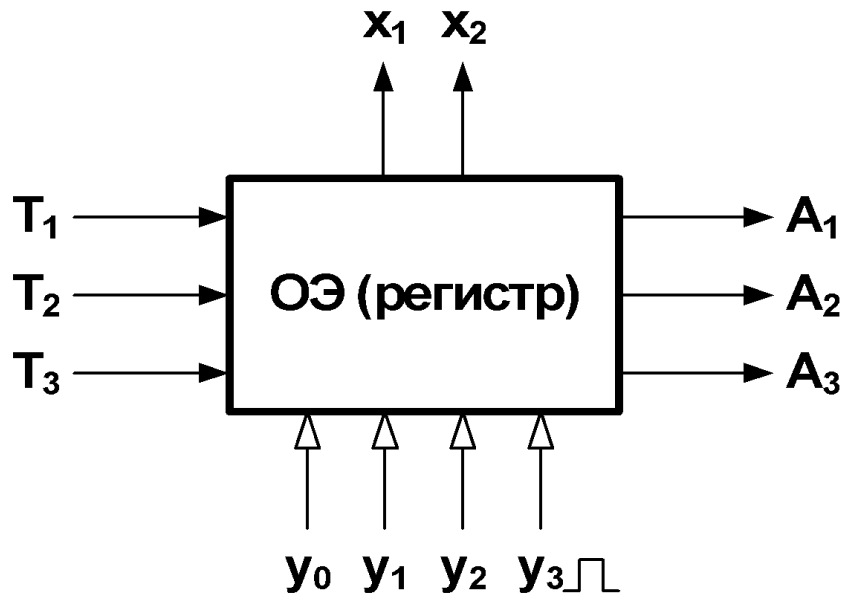 x₁ x₂
T₁ A₁
T₂ ОЭ (регистр) A₂
T₃ A₃
y₀ y₁ y₂ y₃